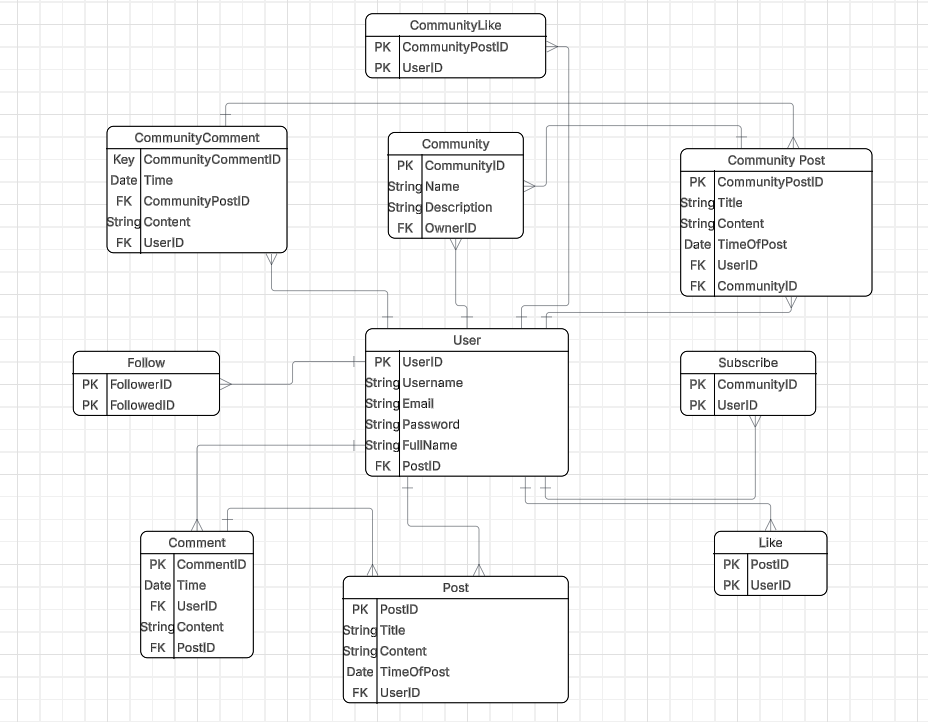 CommunityLike
PK CommunityPostID
PK UserID
CommunityComment
Key CommunityCommentID
Date Time
FK CommunityPostID
String Content
FK UserID
Community
PK CommunityID
String Name
String Description
FK OwnerID
Community Post
PK CommunityPostID
String Title
String Content
Date TimeOfPost
FK UserID
FK CommunityID
User
PK UserID
String Username
String Email
String Password
String FullName
FK PostID
Follow
PK FollowerID
PK FollowedID
Subscribe
PK CommunityID
PK UserID
Comment
PK CommentID
Date Time
FK UserID
String Content
FK PostID
Post
PK PostID
String Title
String Content
Date TimeOfPost
FK UserID
Like
PK PostID
PK UserID